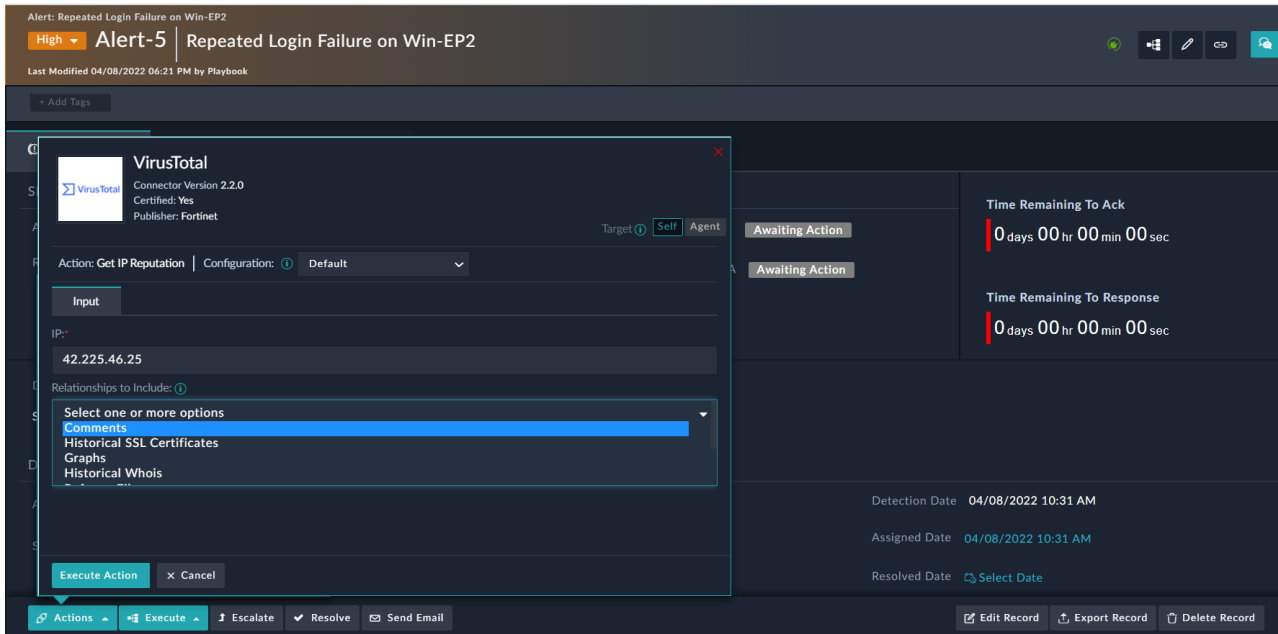 Alert: Repeated Login Failure on Win-EP2
High Alert-5 Repeated Login Failure on Win-EP2
Last Modified 04/08/2022 06:21 PM by Playbook
+ Add Tags
VirusTotal
VirusTotal
Connector Version 2.2.0
Certified: Yes
Publisher: Fortinet
Target Self Agent
Action: Get IP Reputation Configuration: Default
Input
IP:*
42.225.46.25
Relationships to Include:
Select one or more options
Comments
Historical SSL Certificates
Graphs
Historical Whois
Execute Action × Cancel
Awaiting Action
Awaiting Action
Time Remaining To Ack
0 days 00 hr 00 min 00 sec
Time Remaining To Response
0 days 00 hr 00 min 00 sec
Detection Date 04/08/2022 10:31 AM
Assigned Date 04/08/2022 10:31 AM
Resolved Date Select Date
Actions Execute Escalate Resolve Send Email Edit Record Export Record Delete Record